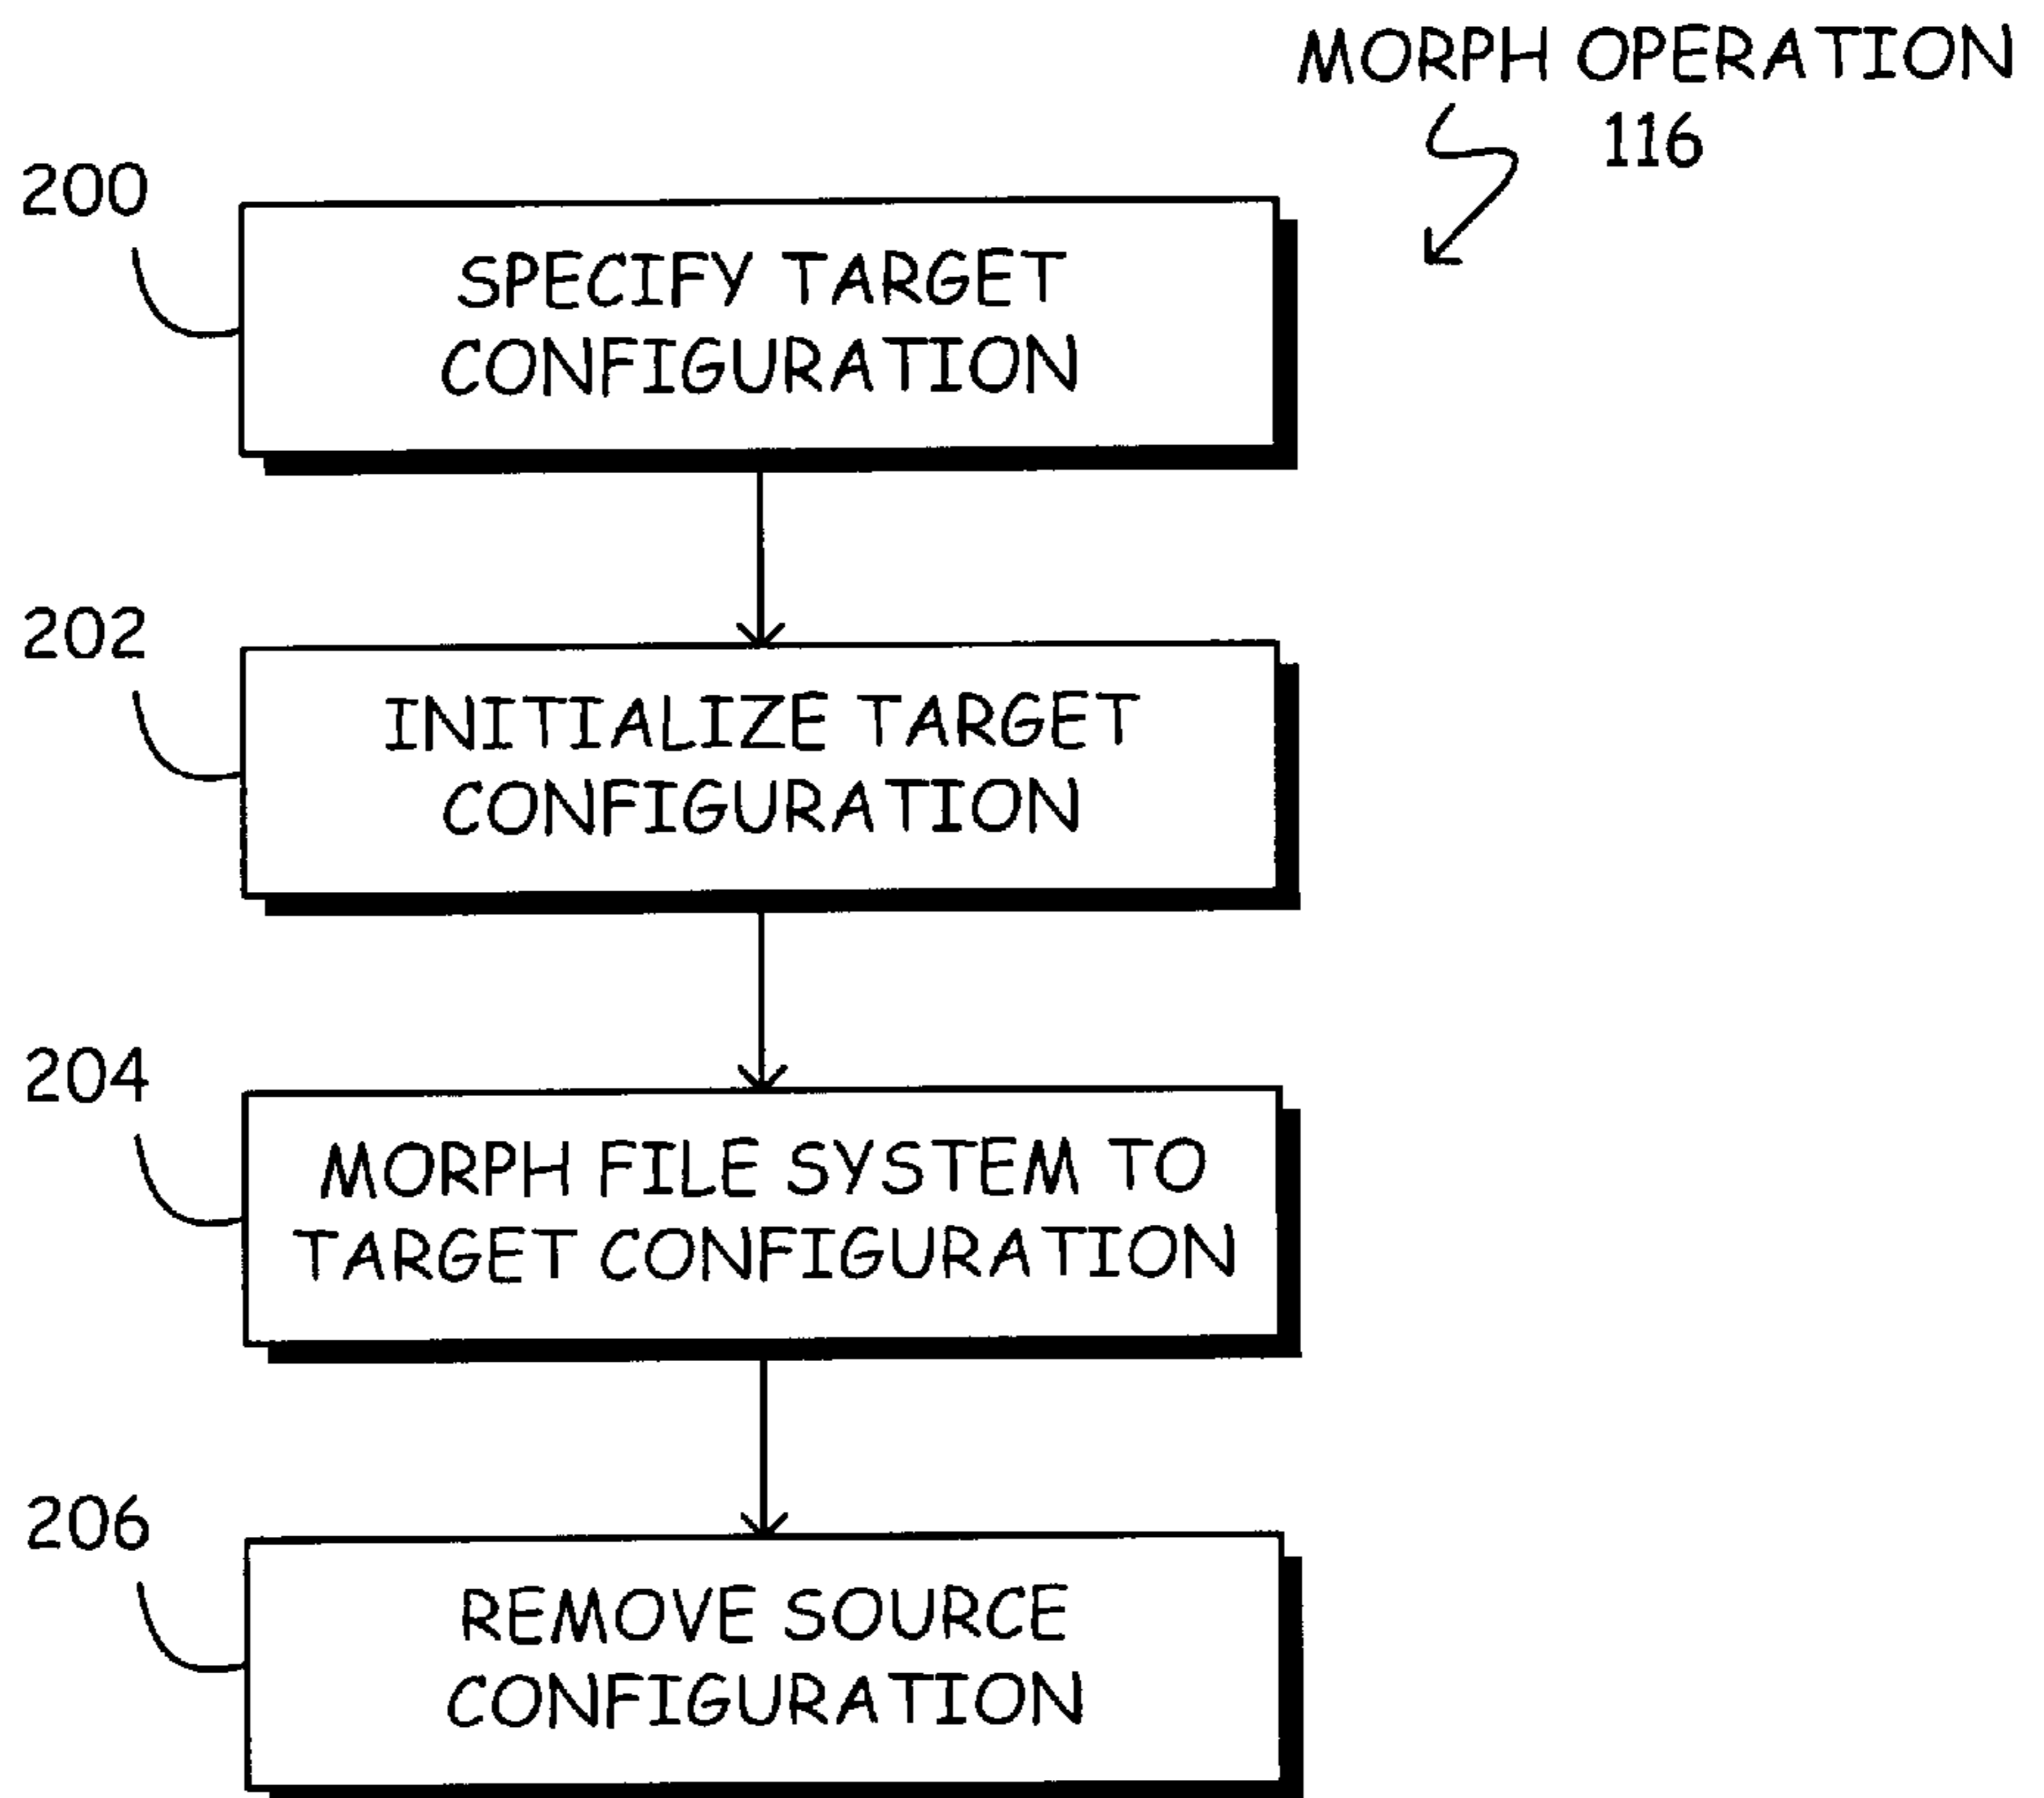 MORPH OPERATION
116
200
SPECIFY TARGET
CONFIGURATION
202
INITIALIZE TARGET
CONFIGURATION
204
MORPH FILE SYSTEM TO
TARGET CONFIGURATION
206
REMOVE SOURCE
CONFIGURATION